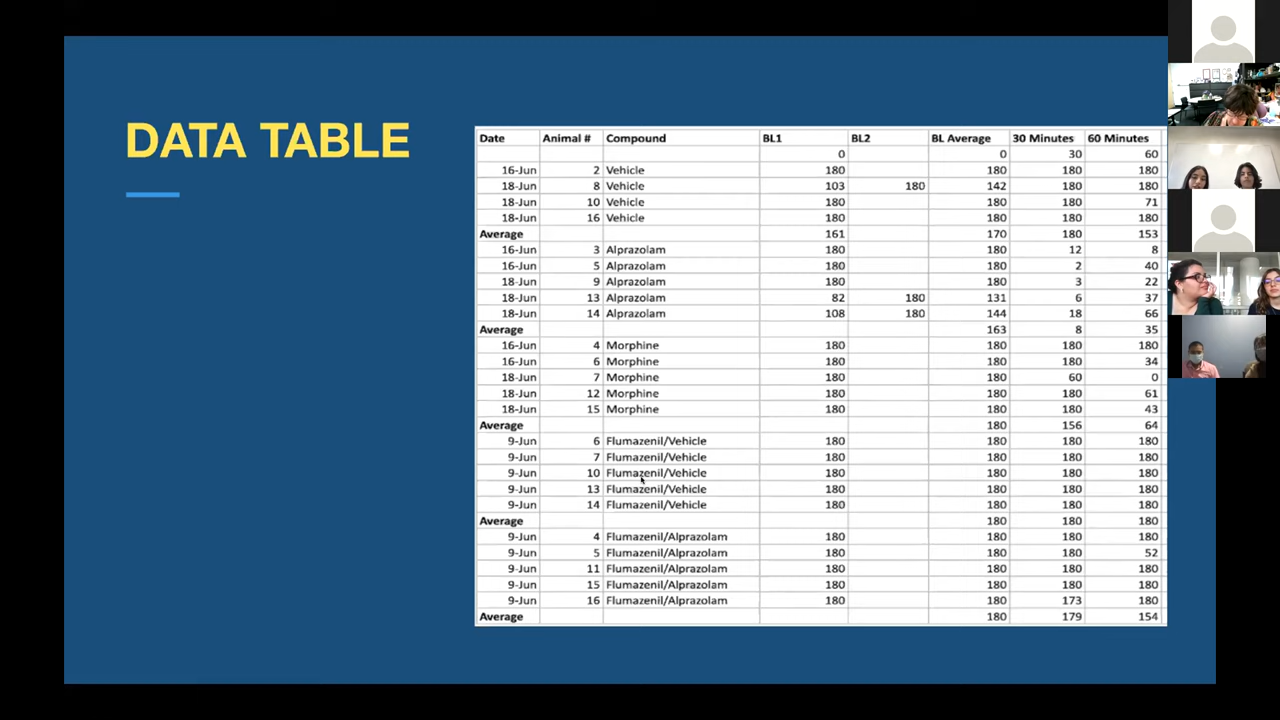 DATA TABLE
Date Animal # Compound BL1 BL2 BL Average 30 Minutes 60 Minutes
0 0 30 60
16-Jun 2 Vehicle 180 180 180 180
18-Jun 8 Vehicle 103 180 142 180 180
18-Jun 10 Vehicle 180 180 180 71
18-Jun 16 Vehicle 180 180 180 180
Average 161 170 180 153
16-Jun 3 Alprazolam 180 180 12 8
16-Jun 5 Alprazolam 180 180 2 40
18-Jun 9 Alprazolam 180 180 3 22
18-Jun 13 Alprazolam 82 180 131 6 37
18-Jun 14 Alprazolam 108 180 144 18 66
Average 163 8 35
16-Jun 4 Morphine 180 180 180 180
16-Jun 6 Morphine 180 180 180 34
18-Jun 7 Morphine 180 180 60 0
18-Jun 12 Morphine 180 180 180 61
18-Jun 15 Morphine 180 180 180 43
Average 180 156 64
9-Jun 6 Flumazenil/Vehicle 180 180 180 180
9-Jun 7 Flumazenil/Vehicle 180 180 180 180
9-Jun 10 Flumazenil/Vehicle 180 180 180 180
9-Jun 13 Flumazenil/Vehicle 180 180 180 180
9-Jun 14 Flumazenil/Vehicle 180 180 180 180
Average 180 180 180
9-Jun 4 Flumazenil/Alprazolam 180 180 180 180
9-Jun 5 Flumazenil/Alprazolam 180 180 180 52
9-Jun 11 Flumazenil/Alprazolam 180 180 180 180
9-Jun 15 Flumazenil/Alprazolam 180 180 180 180
9-Jun 16 Flumazenil/Alprazolam 180 180 173 180
Average 180 179 154